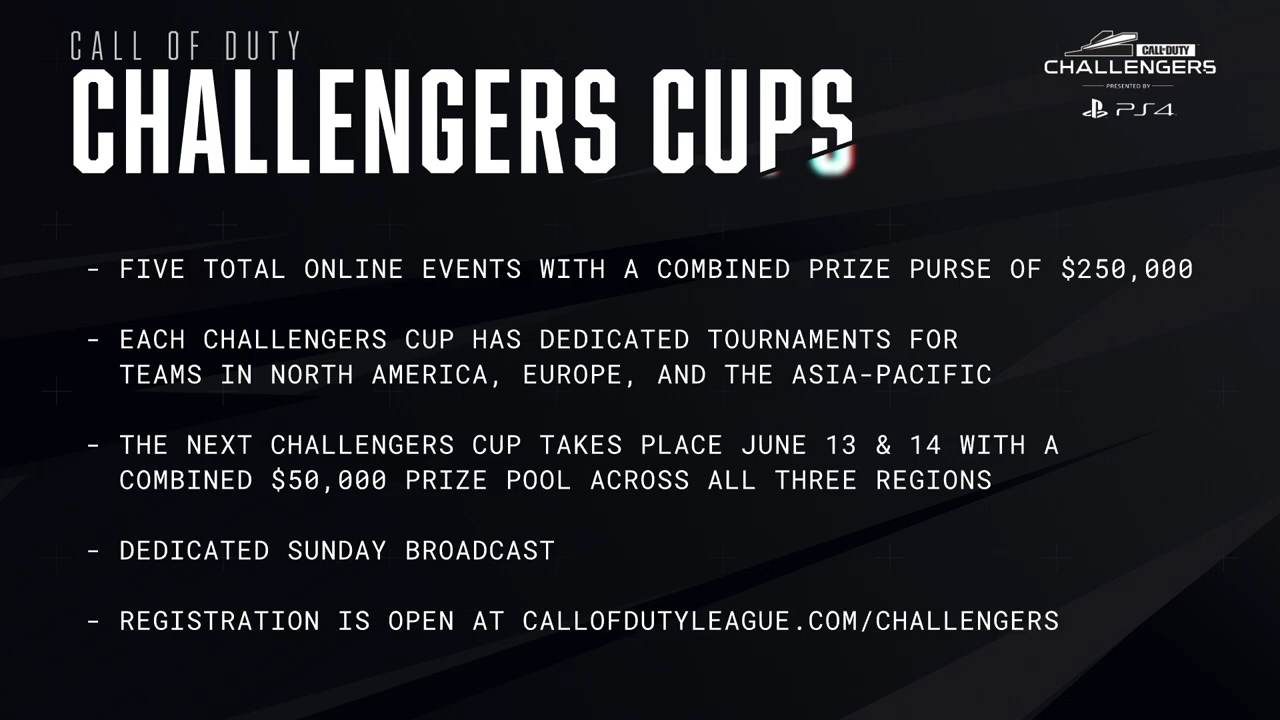 CALL OF DUTY
CHALLENGERS CUPS
CALL OF DUTY
CHALLENGERS
PRESENTED BY
PS4
- FIVE TOTAL ONLINE EVENTS WITH A COMBINED PRIZE PURSE OF $250,000
- EACH CHALLENGERS CUP HAS DEDICATED TOURNAMENTS FOR
TEAMS IN NORTH AMERICA, EUROPE, AND THE ASIA-PACIFIC
- THE NEXT CHALLENGERS CUP TAKES PLACE JUNE 13 & 14 WITH A
COMBINED $50,000 PRIZE POOL ACROSS ALL THREE REGIONS
- DEDICATED SUNDAY BROADCAST
- REGISTRATION IS OPEN AT CALLOFDUTYLEAGUE.COM/CHALLENGERS